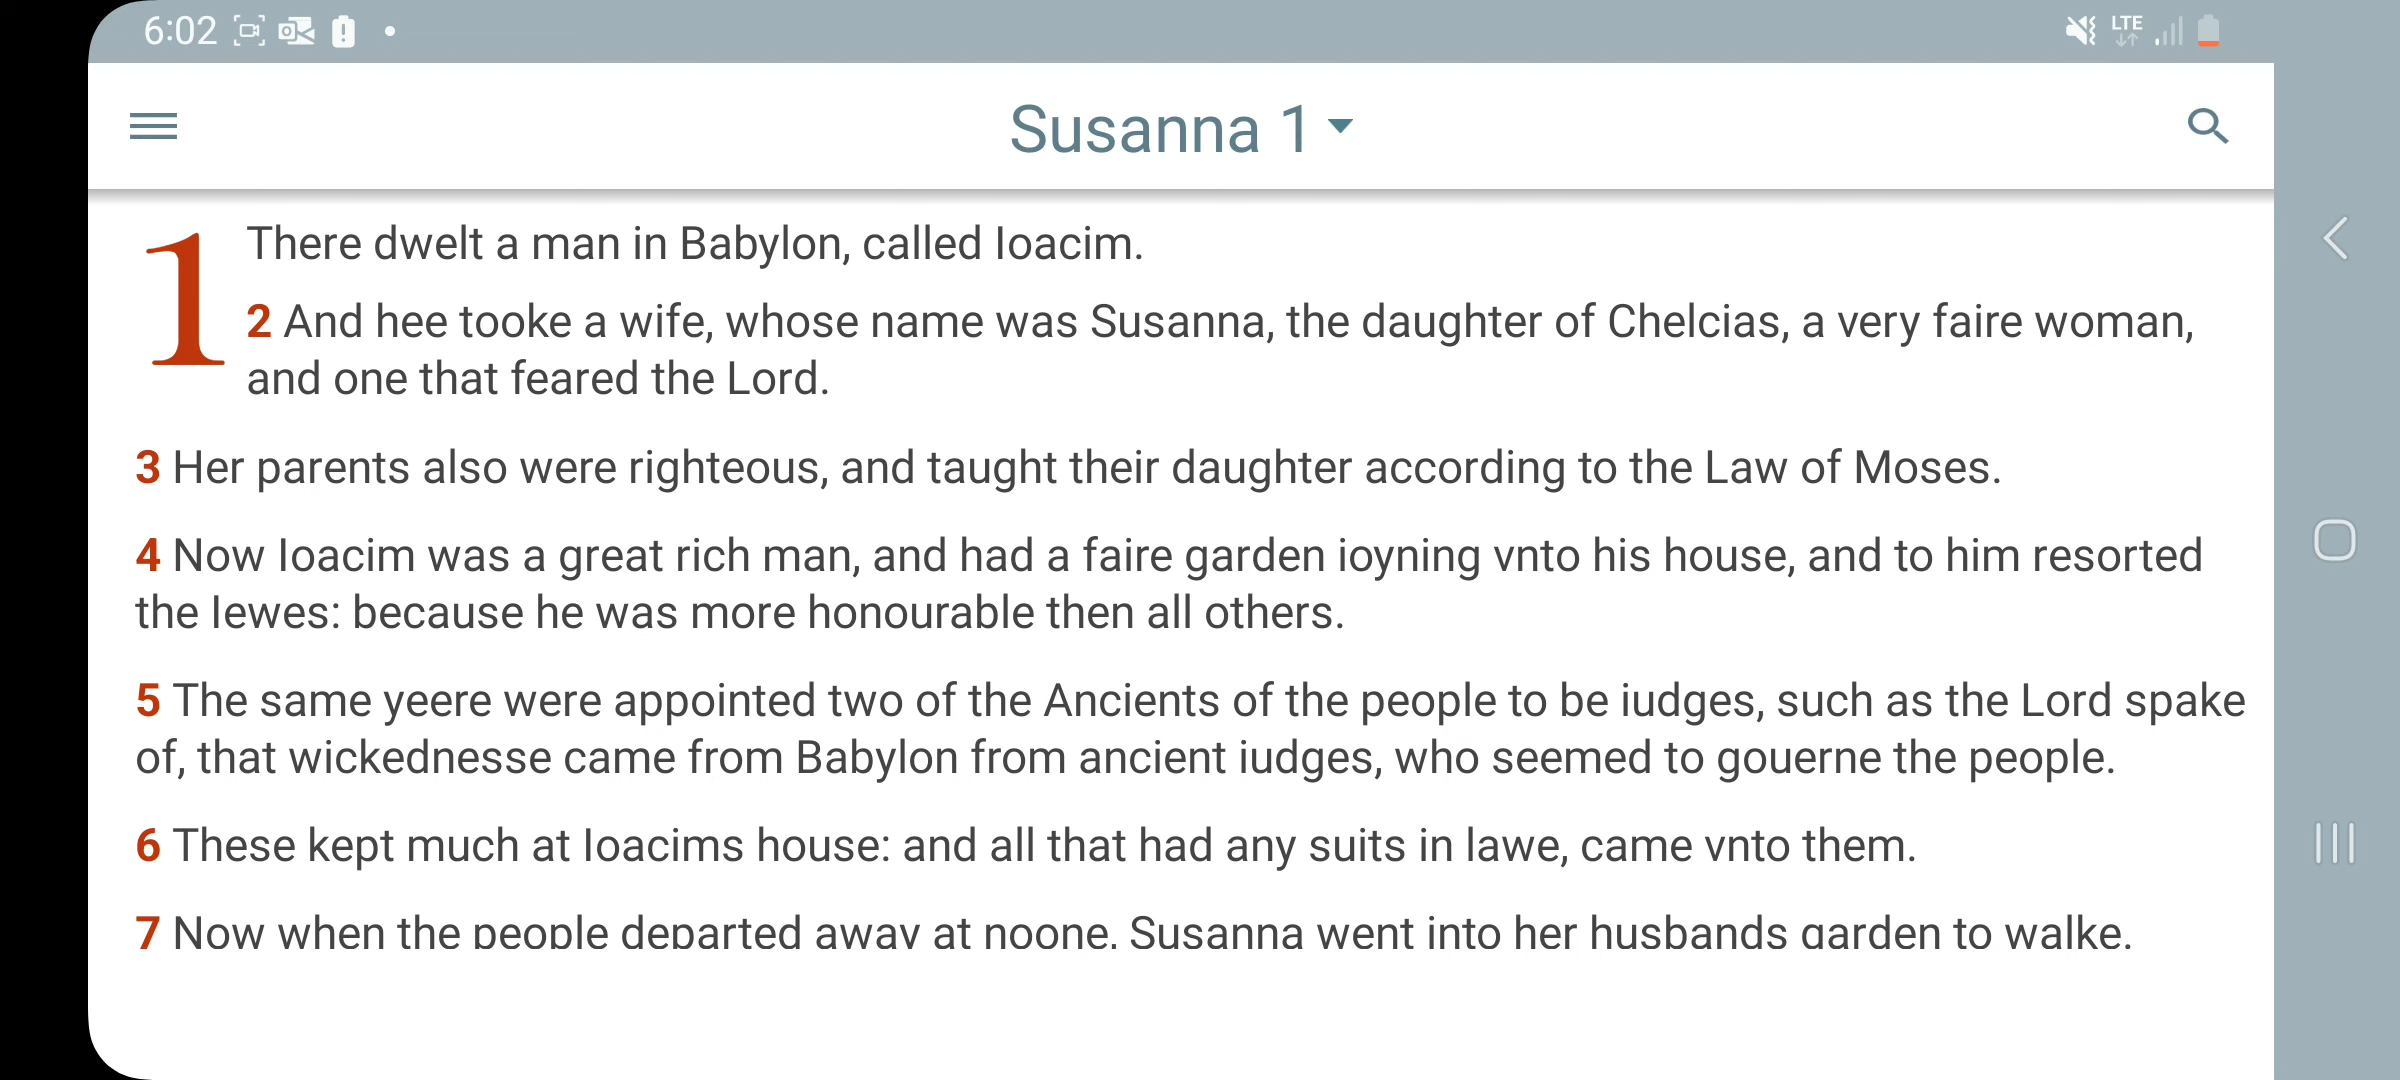 6:02
LTE
Susanna 1
1 There dwelt a man in Babylon, called Ioacim.
2 And hee tooke a wife, whose name was Susanna, the daughter of Chelcias, a very faire woman,
and one that feared the Lord.
3 Her parents also were righteous, and taught their daughter according to the Law of Moses.
4 Now Ioacim was a great rich man, and had a faire garden ioyning vnto his house, and to him resorted
the Iewes: because he was more honourable then all others.
5 The same yeere were appointed two of the Ancients of the people to be iudges, such as the Lord spake
of, that wickednesse came from Babylon from ancient iudges, who seemed to gouerne the people.
6 These kept much at Ioacims house: and all that had any suits in lawe, came vnto them.
7 Now when the people departed away at noone, Susanna went into her husbands garden to walke.